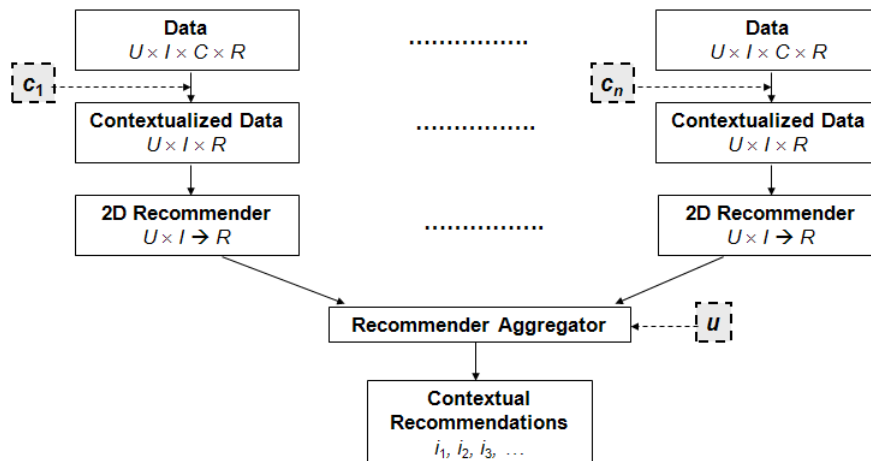 Data
................
Data
U × I × C × R
U × I × C × R
c1
cn
Contextualized Data
................
Contextualized Data
U × I × R
U × I × R
2D Recommender
2D Recommender
................
U × I → R
U × I → R
Recommender Aggregator
u
Contextual
Recommendations
i1, i2, i3, …